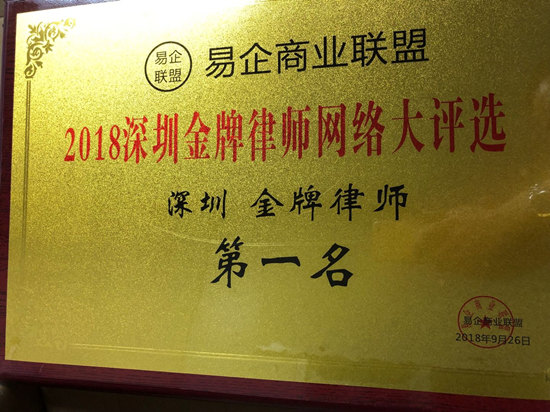 易企
联盟
易企商业联盟
2018深圳金牌律师网络大评选
深圳 金牌律师
第一名
易企商业联盟
2018年9月26日